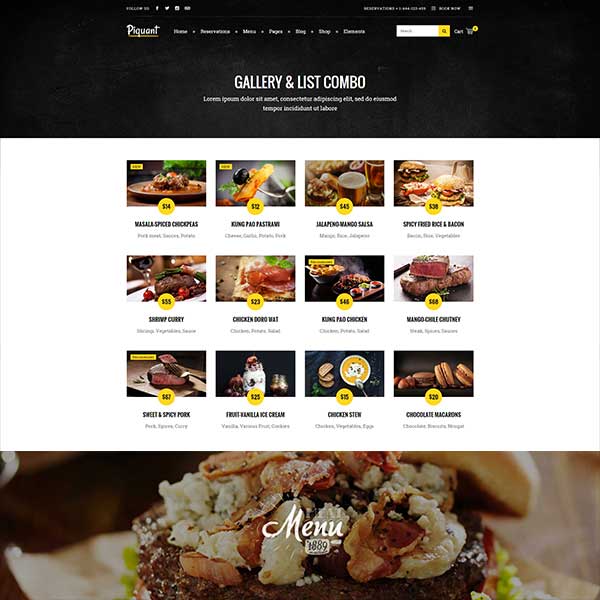 FOLLOW US
RESERVATIONS
BOOK NOW
Piquant
Home Reservations Menu Pages Blog Shop Elements
Search
Cart
GALLERY & LIST COMBO
Lorem ipsum dolor sit amet, consectetur adipiscing elit, sed do eiusmod
tempor incididunt ut labore
NEW
NEW
$14 $12 $45 $38
MASALA-SPICED CHICKPEAS KUNG PAO PASTRAMI JALAPENO-MANGO SALSA SPICY FRIED RICE & BACON
Pork meat, Sauces, Potato Cheese, Garlic, Potato, Pork Mango, Rice, Jalapeno Bacon, Rice, Vegetables
Recommended
$55 $23 $46 $68
SHRIMP CURRY CHICKEN DORO WAT KUNG PAO CHICKEN MANGO-CHILE CHUTNEY
Shrimp, Vegetables, Sauce Chicken, Potato, Salad Chicken, Potato, Salad Steak, Spices, Sauces
Recommended
$67 $25 $15 $20
SWEET & SPICY PORK FRUIT-VANILLA ICE CREAM CHICKEN STEW CHOCOLATE MACARONS
Pork, Spices, Curry Vanilla, Various Fruit, Cookies Chicken, Vegetables, Eggs Chocolate, Biscuits, Nougat
Menu
1889